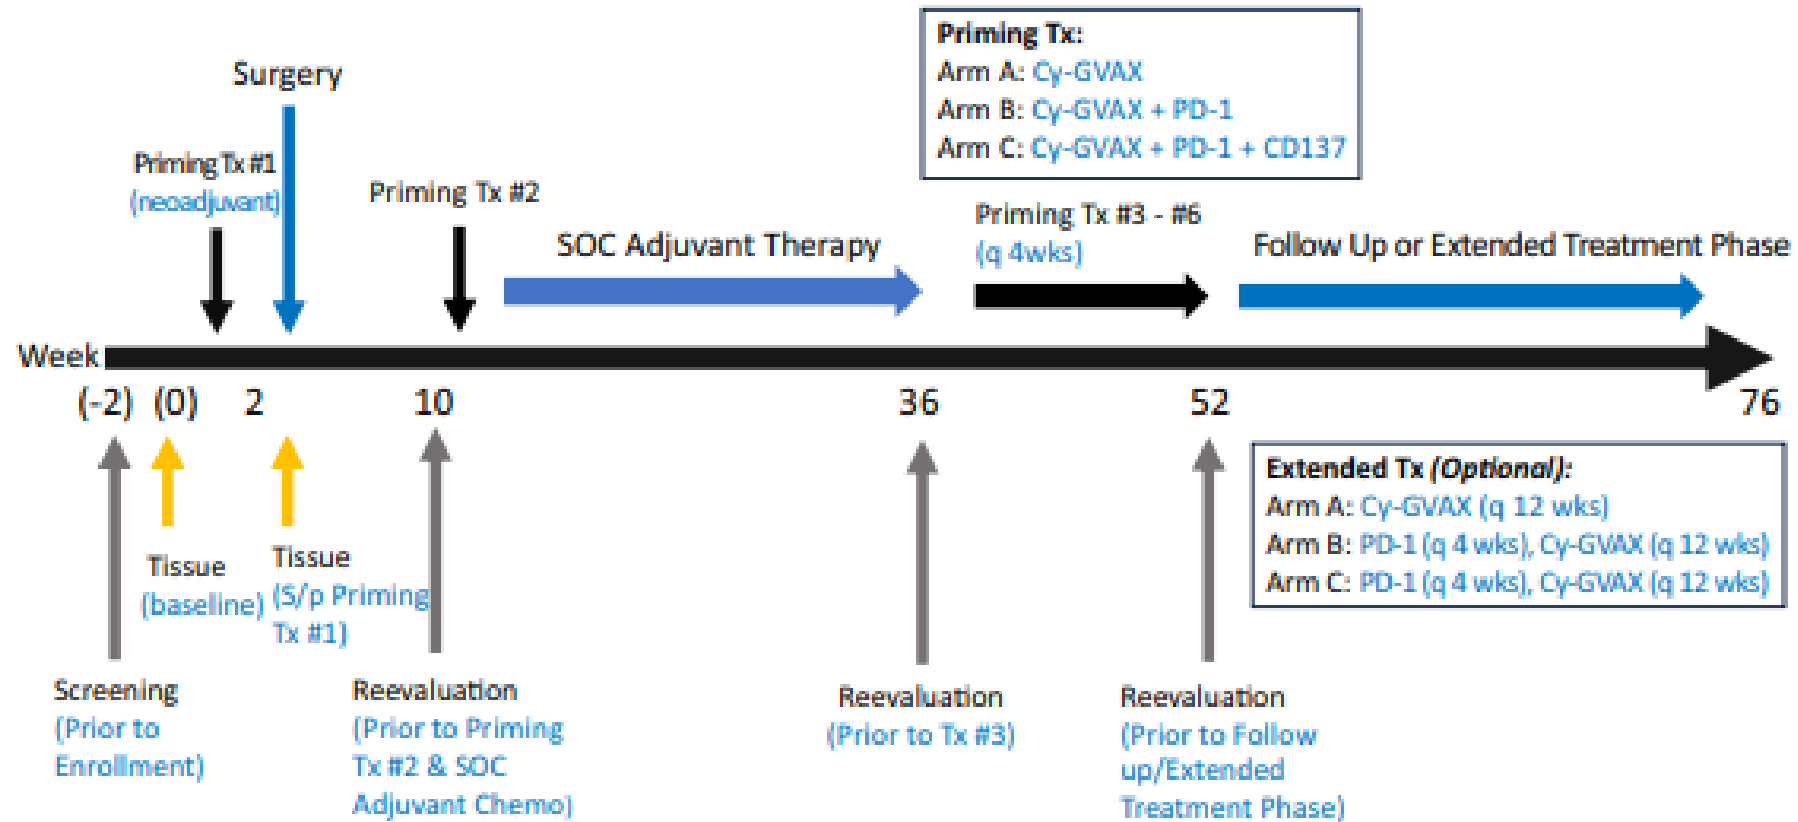 Priming Tx:
Arm A: Cy-GVAX
Arm B: Cy-GVAX + PD-1
Arm C: Cy-GVAX + PD-1 + CD137
Surgery
Priming Tx #1
(neoadjuvant)
Priming Tx #2
SOC Adjuvant Therapy
Priming Tx #3 - #6
(q 4wks)
Follow Up or Extended Treatment Phase
Week
(-2) (0) 2 10 36 52 76
Tissue
(baseline)
Tissue
(S/p Priming
Tx #1)
Extended Tx (Optional):
Arm A: Cy-GVAX (q 12 wks)
Arm B: PD-1 (q 4 wks), Cy-GVAX (q 12 wks)
Arm C: PD-1 (q 4 wks), Cy-GVAX (q 12 wks)
Screening
(Prior to
Enrollment)
Reevaluation
(Prior to Priming
Tx #2 & SOC
Adjuvant Chemo)
Reevaluation
(Prior to Tx #3)
Reevaluation
(Prior to Follow
up/Extended
Treatment Phase)